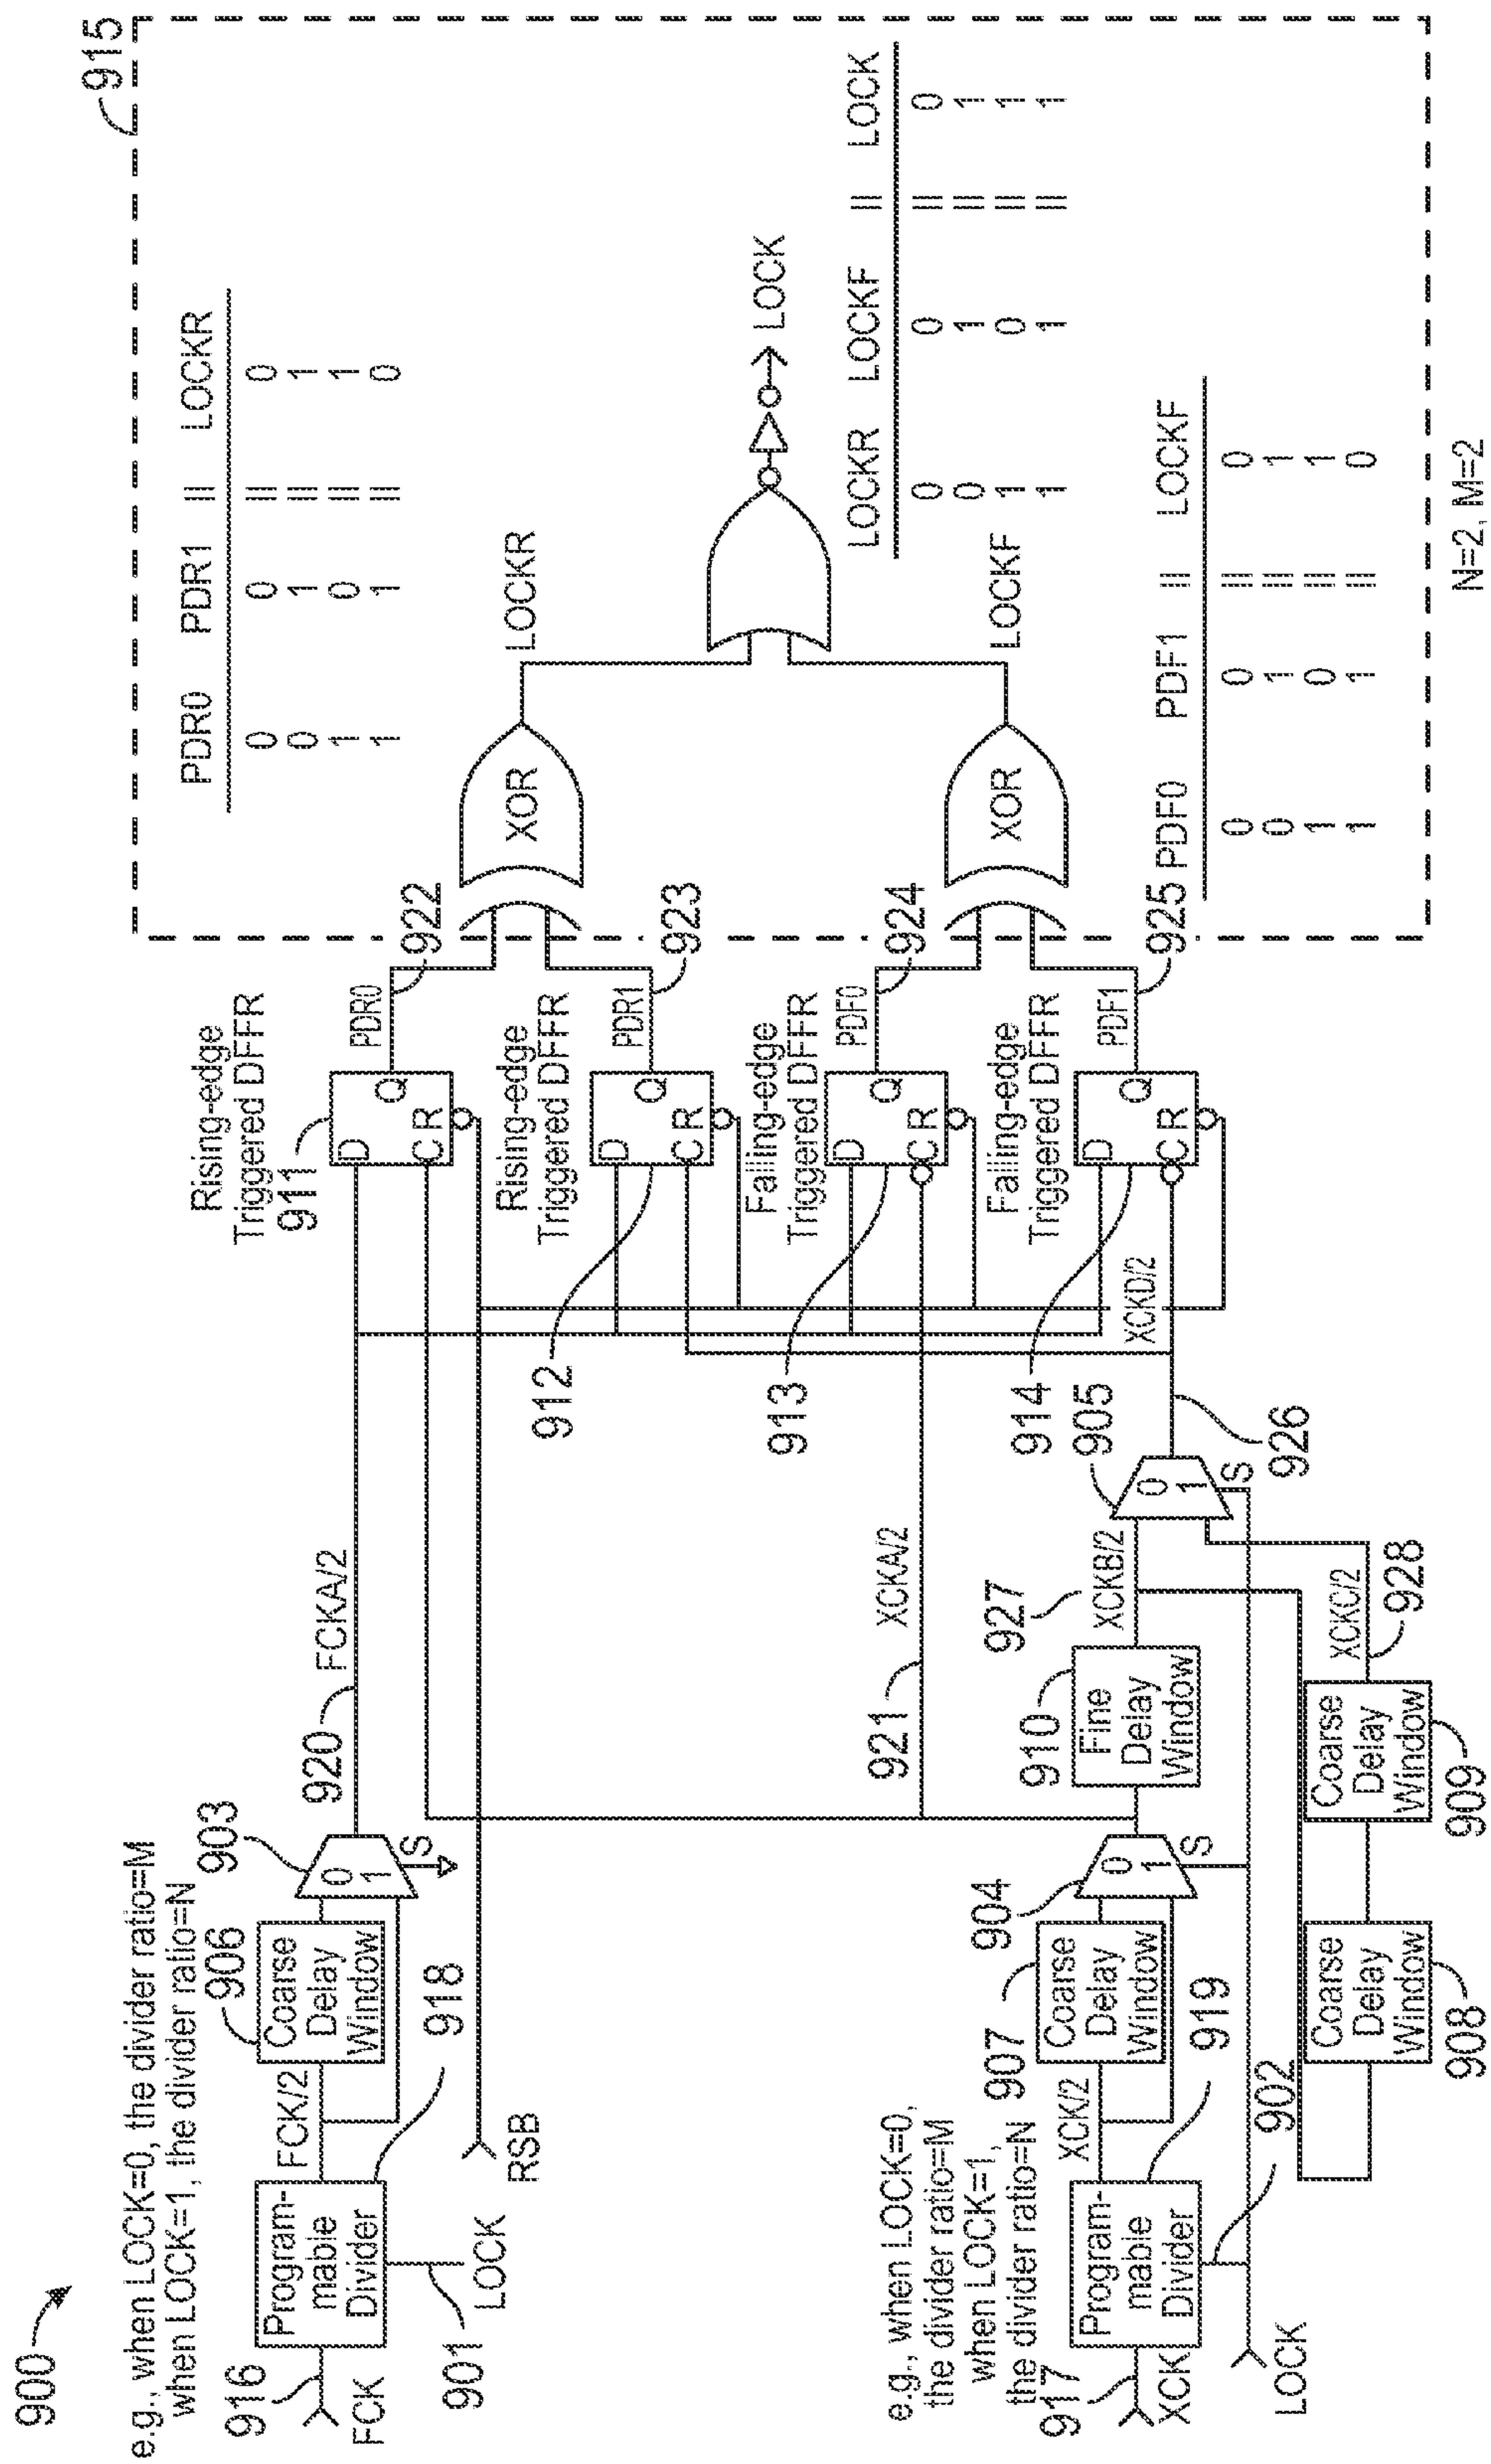 900
e.g., when LOCK=0, the divider ratio=M
when LOCK=1, the divider ratio=N
916
FCK
Program-
mable
Divider
901
LOCK
918
FCK/2
906
Coarse
Delay
Window
903
0
1
S
RSB
920
FCKA/2
e.g., when LOCK=0,
the divider ratio=M
when LOCK=1,
the divider ratio=N
917
XCK
Program-
mable
Divider
LOCK
902
919
XCK/2
907
Coarse
Delay
Window
904
0
1
S
921
XCKA/2
910
Fine
Delay
Window
927
XCKB/2
908
Coarse
Delay
Window
909
Coarse
Delay
Window
928
XCKC/2
905
0
1
S
926
XCKD/2
Rising-edge
Triggered DFFR
911
D
Q
C R
PDR0
922
Rising-edge
Triggered DFFR
912
D
Q
C R
PDR1
923
Falling-edge
Triggered DFFR
913
D
Q
C R
PDF0
924
Falling-edge
Triggered DFFR
914
D
Q
C R
PDF1
925
915
XOR
LOCKR
XOR
LOCKF
LOCK
PDR0 PDR1 || LOCKR
0 0 || 0
0 1 || 1
1 0 || 1
1 1 || 0
LOCKR LOCKF || LOCK
0 0 || 0
0 1 || 1
1 0 || 1
1 1 || 1
PDF0 PDF1 || LOCKF
0 0 || 0
0 1 || 1
1 0 || 1
1 1 || 0
N=2, M=2